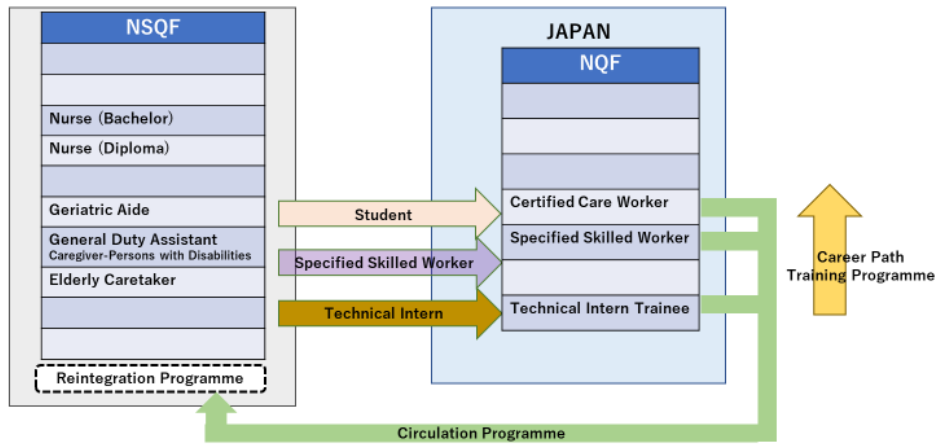 NSQF
Nurse (Bachelor)
Nurse (Diploma)
Geriatric Aide
General Duty Assistant
Caregiver-Persons with Disabilities
Elderly Caretaker
Reintegration Programme
Student
Specified Skilled Worker
Technical Intern
JAPAN
NQF
Certified Care Worker
Specified Skilled Worker
Technical Intern Trainee
Career Path
Training Programme
Circulation Programme